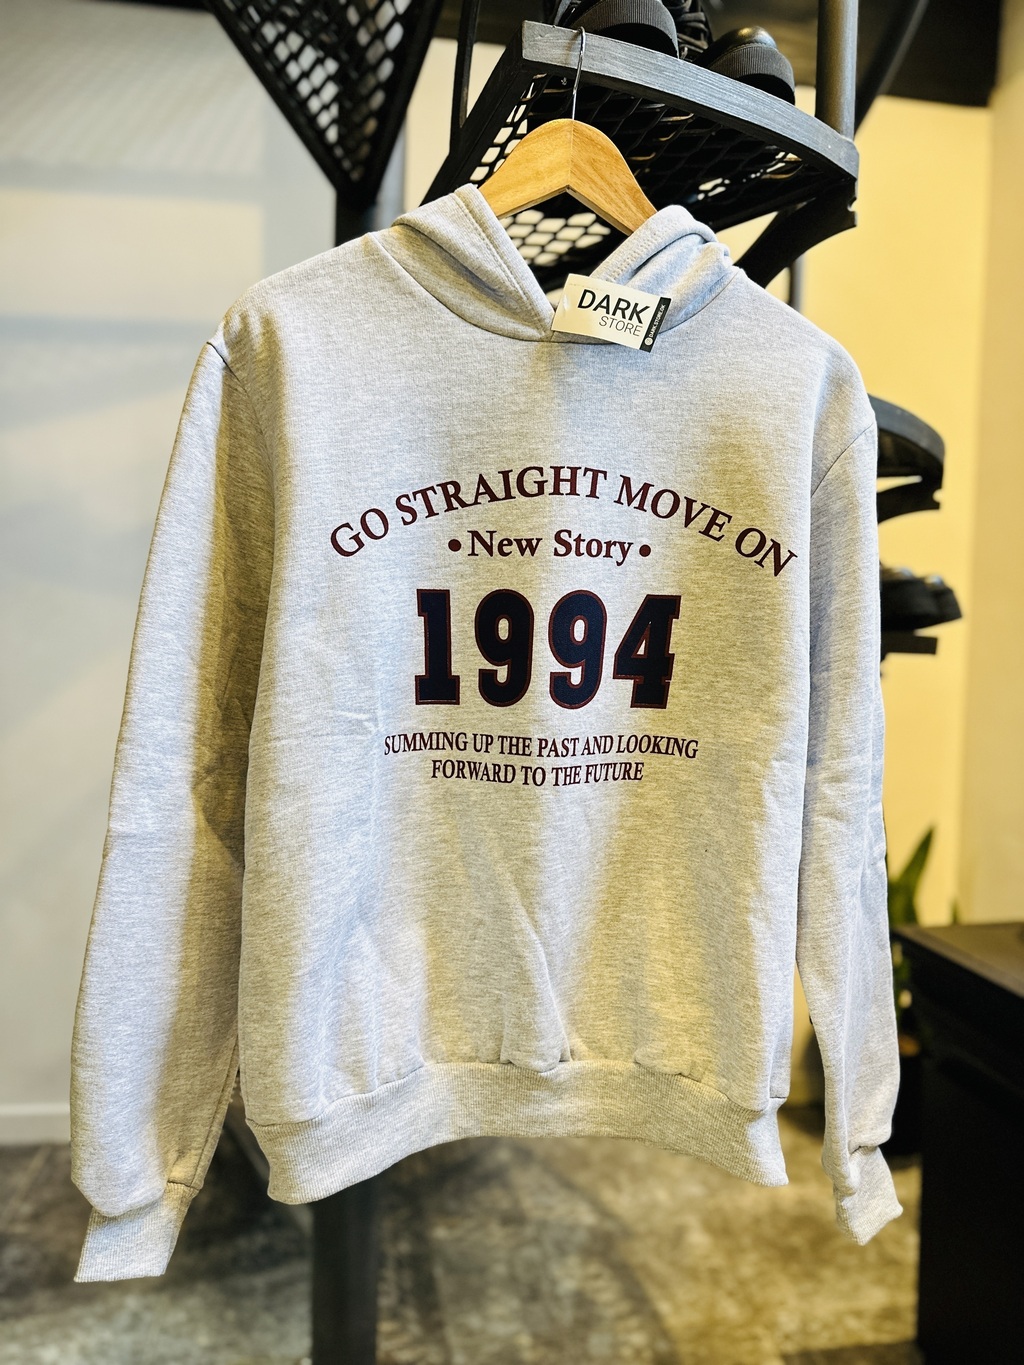 DARK
STORE
GO STRAIGHT MOVE ON
•New Story•
1994
SUMMING UP THE PAST AND LOOKING
FORWARD TO THE FUTURE